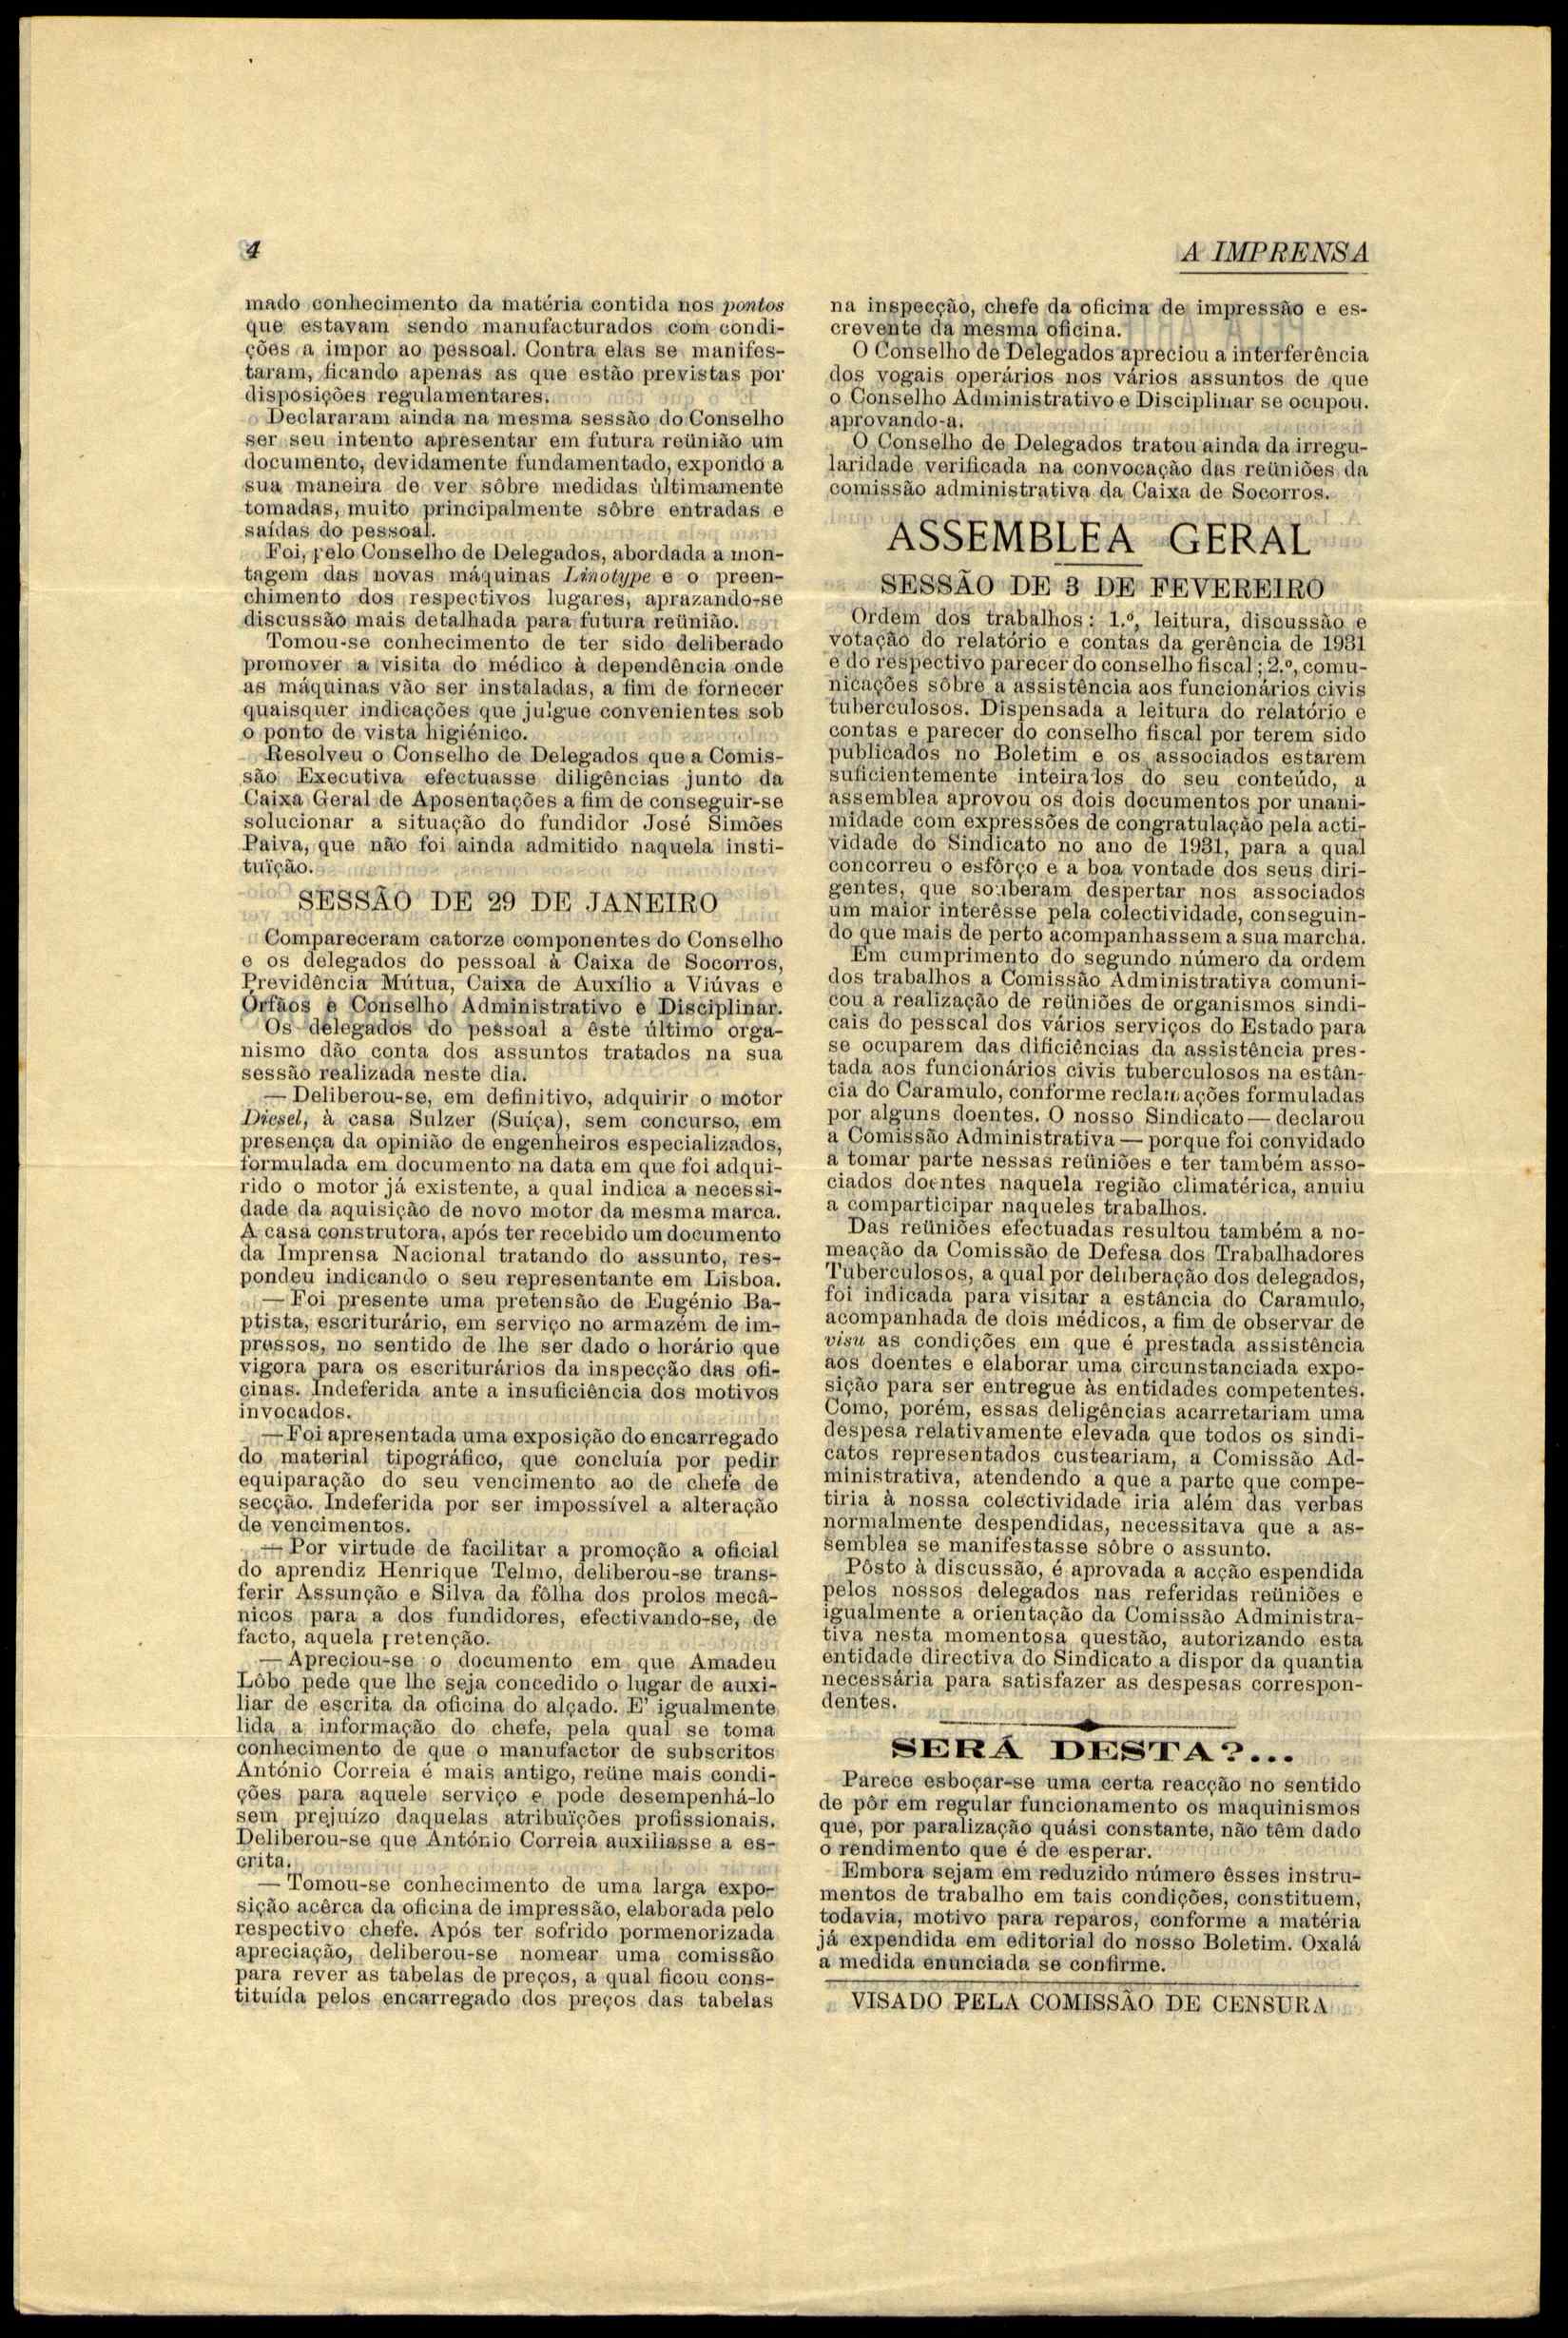 4
A IMPRENSA
mado conhecimento da matéria contida nos pontos
que estavam sendo manufacturados com condi-
ções a impor ao pessoal. Contra elas se manifes-
taram, ficando apenas as que estão previstas por
disposições regulamentares.
Declararam ainda na mesma sessão do Conselho
ser seu intento apresentar em futura reünião um
documento, devidamente fundamentado, expondo a
sua maneira de ver sôbre medidas ùltimamente
tomadas, muito principalmente sôbre entradas e
saídas do pessoal.
Foi, pelo Conselho de Delegados, abordada a mon-
tagem das novas máquinas Linotype e o preen-
chimento dos respectivos lugares, aprazando-se
discussão mais detalhada para futura reünião.
Tomou-se conhecimento de ter sido deliberado
promover a visita do médico à dependência onde
as máquinas vão ser instaladas, a fim de fornecer
quaisquer indicações que julgue convenientes sob
o ponto de vista higiénico.
Resolveu o Conselho de Delegados que a Comis-
são Executiva efectuasse diligências junto da
Caixa Geral de Aposentações a fim de conseguir-se
solucionar a situação do fundidor José Simões
Paiva, que não foi ainda admitido naquela insti-
tuïção.
SESSÃO DE 29 DE JANEIRO
Compareceram catorze componentes do Conselho
e os delegados do pessoal à Caixa de Socorros,
Previdência Mútua, Caixa de Auxílio a Viúvas e
Órfãos e Conselho Administrativo e Disciplinar.
Os delegados do pessoal a êste último orga-
nismo dão conta dos assuntos tratados na sua
sessão realizada neste dia.
— Deliberou-se, em definitivo, adquirir o motor
Diesel, à casa Sulzer (Suíça), sem concurso, em
presença da opinião de engenheiros especializados,
formulada em documento na data em que foi adqui-
rido o motor já existente, a qual indica a necessi-
dade da aquisição de novo motor da mesma marca.
A casa construtora, após ter recebido um documento
da Imprensa Nacional tratando do assunto, res-
pondeu indicando o seu representante em Lisboa.
— Foi presente uma pretensão de Eugénio Ba-
ptista, escriturário, em serviço no armazém de im-
pressos, no sentido de lhe ser dado o horário que
vigora para os escriturários da inspecção das ofi-
cinas. Indeferida ante a insuficiência dos motivos
invocados.
— Foi apresentada uma exposição do encarregado
do material tipográfico, que concluía por pedir
equiparação do seu vencimento ao de chefe de
secção. Indeferida por ser impossível a alteração
de vencimentos.
— Por virtude de facilitar a promoção a oficial
do aprendiz Henrique Telmo, deliberou-se trans-
ferir Assunção e Silva da fôlha dos prolos mecâ-
nicos para a dos fundidores, efectivando-se, de
facto, aquela pretenção.
— Apreciou-se o documento em que Amadeu
Lôbo pede que lhe seja concedido o lugar de auxi-
liar de escrita da oficina do alçado. E' igualmente
lida a informação do chefe, pela qual se toma
conhecimento de que o manufactor de subscritos
António Correia é mais antigo, reüne mais condi-
ções para aquele serviço e pode desempenhá-lo
sem prejuízo daquelas atribuïções profissionais.
Deliberou-se que António Correia auxiliasse a es-
crita.
— Tomou-se conhecimento de uma larga expo-
sição acêrca da oficina de impressão, elaborada pelo
respectivo chefe. Após ter sofrido pormenorizada
apreciação, deliberou-se nomear uma comissão
para rever as tabelas de preços, a qual ficou cons-
tituída pelos encarregado dos preços das tabelas
na inspecção, chefe da oficina de impressão e es-
crevente da mesma oficina.
O Conselho de Delegados apreciou a interferência
dos vogais operários nos vários assuntos de que
o Conselho Administrativo e Disciplinar se ocupou.
aprovando-a.
O Conselho de Delegados tratou ainda da irregu-
laridade verificada na convocação das reüniões da
comissão administrativa da Caixa de Socorros.
ASSEMBLEA GERAL
SESSÃO DE 3 DE FEVEREIRO
Ordem dos trabalhos: 1.º, leitura, discussão e
votação do relatório e contas da gerência de 1931
e do respectivo parecer do conselho fiscal; 2.º, comu-
nicações sôbre a assistência aos funcionários civis
tuberculosos. Dispensada a leitura do relatório e
contas e parecer do conselho fiscal por terem sido
publicados no Boletim e os associados estarem
suficientemente inteirados do seu conteúdo, a
assemblea aprovou os dois documentos por unani-
midade com expressões de congratulação pela acti-
vidade do Sindicato no ano de 1931, para a qual
concorreu o esfôrço e a boa vontade dos seus diri-
gentes, que souberam despertar nos associados
um maior interêsse pela colectividade, conseguin-
do que mais de perto acompanhassem a sua marcha.
Em cumprimento do segundo número da ordem
dos trabalhos a Comissão Administrativa comuni-
cou a realização de reüniões de organismos sindi-
cais do pessoal dos vários serviços do Estado para
se ocuparem das dificiências da assistência pres-
tada aos funcionários civis tuberculosos na estân-
cia do Caramulo, conforme reclamações formuladas
por alguns doentes. O nosso Sindicato — declarou
a Comissão Administrativa — porque foi convidado
a tomar parte nessas reüniões e ter também asso-
ciados doentes naquela região climatérica, anuiu
a comparticipar naqueles trabalhos.
Das reüniões efectuadas resultou também a no-
meação da Comissão de Defesa dos Trabalhadores
Tuberculosos, a qual por deliberação dos delegados,
foi indicada para visitar a estância do Caramulo,
acompanhada de dois médicos, a fim de observar de
visu as condições em que é prestada assistência
aos doentes e elaborar uma circunstanciada expo-
sição para ser entregue às entidades competentes.
Como, porém, essas deligências acarretariam uma
despesa relativamente elevada que todos os sindi-
catos representados custeariam, a Comissão Ad-
ministrativa, atendendo a que a parte que compe-
tiria à nossa colectividade iria além das verbas
normalmente despendidas, necessitava que a as-
semblea se manifestasse sôbre o assunto.
Pôsto à discussão, é aprovada a acção espendida
pelos nossos delegados nas referidas reüniões e
igualmente a orientação da Comissão Administra-
tiva nesta momentosa questão, autorizando esta
entidade directiva do Sindicato a dispor da quantia
necessária para satisfazer as despesas correspon-
dentes.
SERÁ DESTA?...
Parece esboçar-se uma certa reacção no sentido
de pôr em regular funcionamento os maquinismos
que, por paralização quási constante, não têm dado
o rendimento que é de esperar.
Embora sejam em reduzido número êsses instru-
mentos de trabalho em tais condições, constituem,
todavia, motivo para reparos, conforme a matéria
já expendida em editorial do nosso Boletim. Oxalá
a medida enunciada se confirme.
VISADO PELA COMISSÃO DE CENSURA